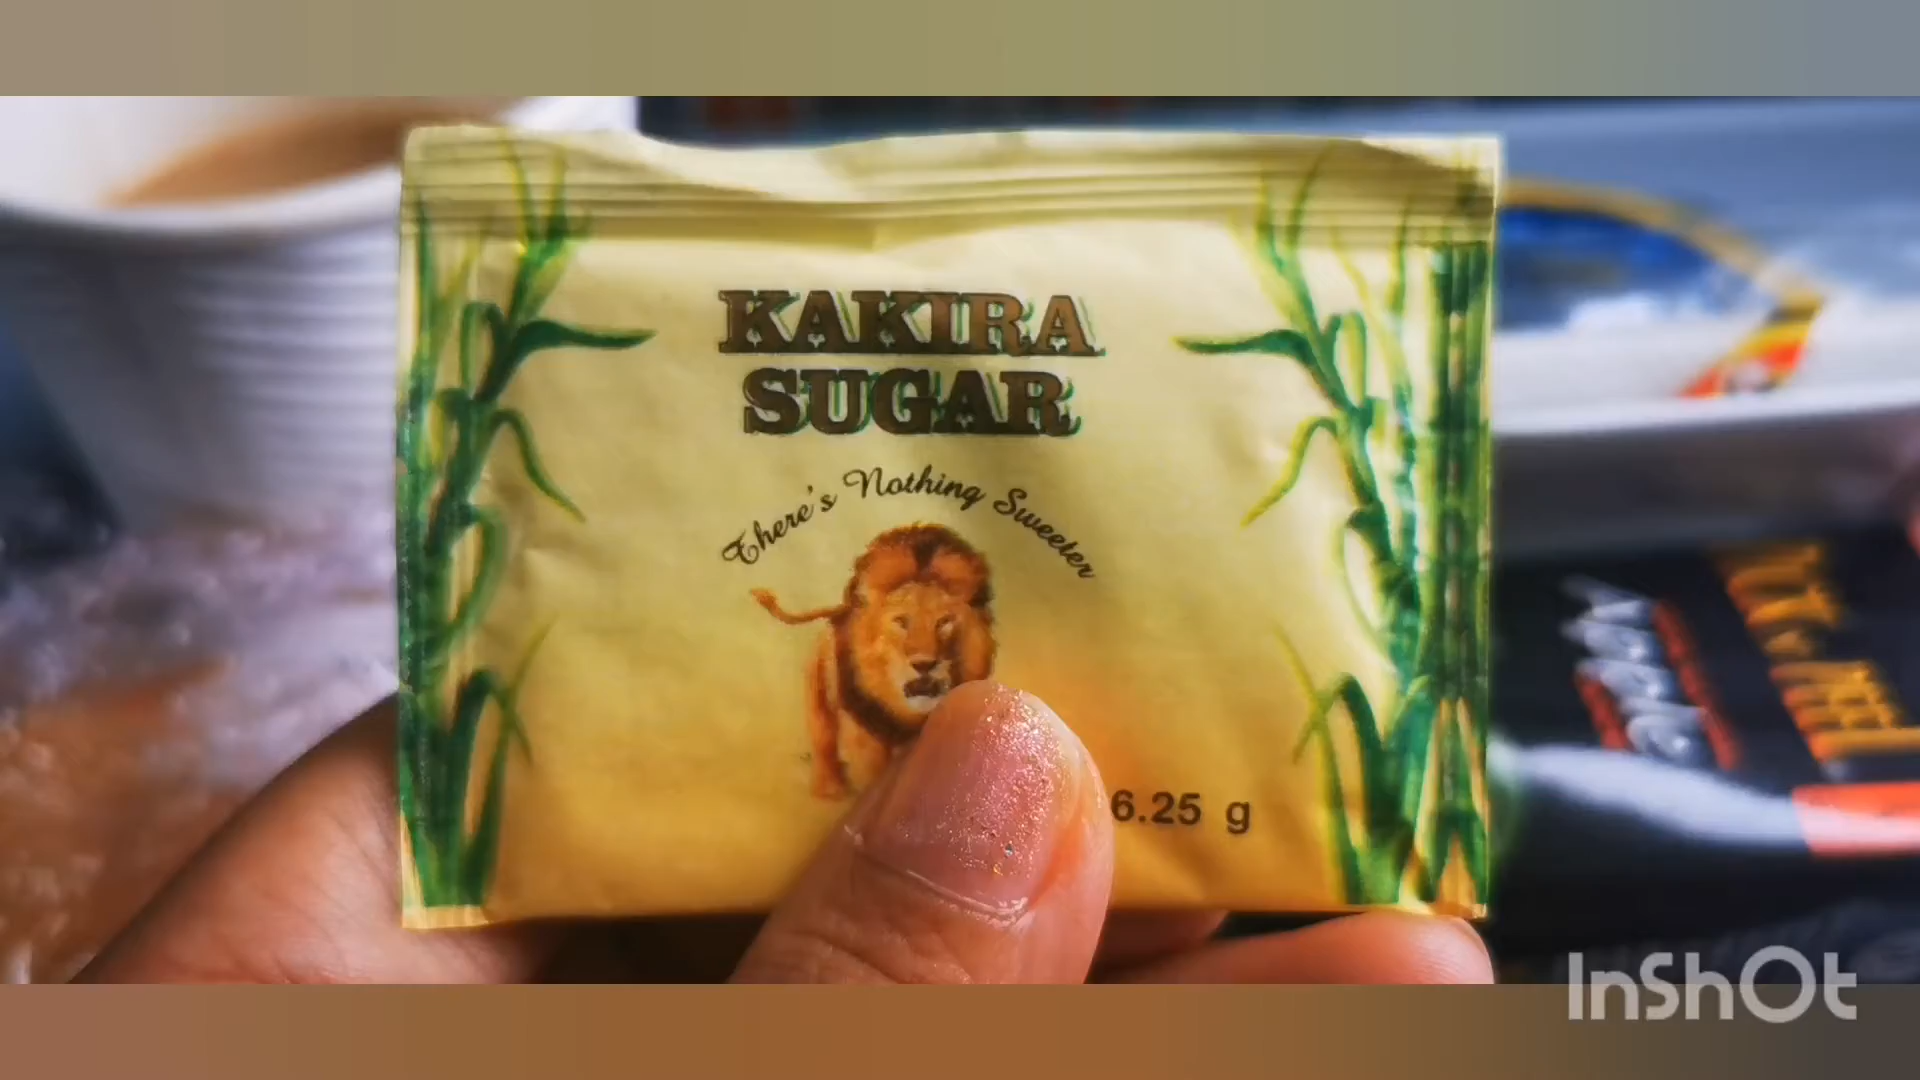 KAKIRA
SUGAR
There's Nothing Sweeter
6.25 g
InShOt